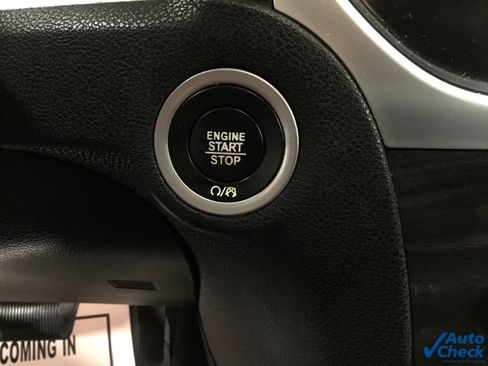 ENGINE
START
STOP
COMING IN
Auto
Check